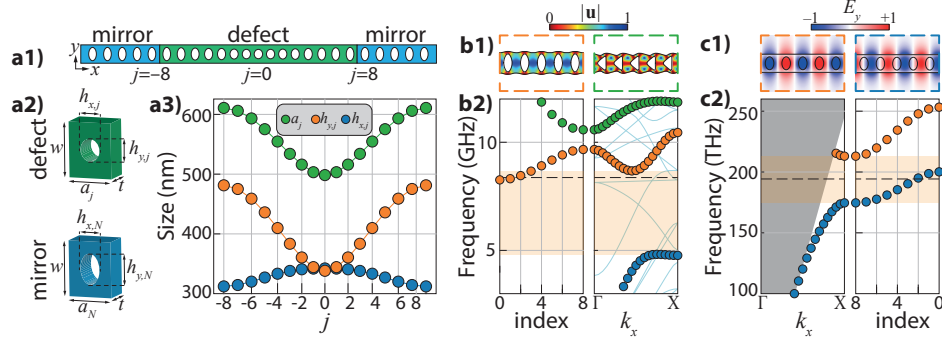 a1)
mirror
defect
mirror
y
x
j=−8
j=0
j=8
a2)
defect
h_{x,j}
w
h_{y,j}
a_j
t
mirror
h_{x,N}
w
h_{y,N}
a_N
t
a3)
a_j h_{y,j} h_{x,j}
Size (nm)
600
500
400
300
-8 -6 -4 -2 0 2 4 6 8
j
|u|
0 1
b1)
b2)
Frequency (GHz)
10
5
0 4 8 Γ X
index k_x
E_y
−1 +1
c1)
c2)
Frequency (THz)
250
200
150
100
Γ X 8 4 0
k_x index